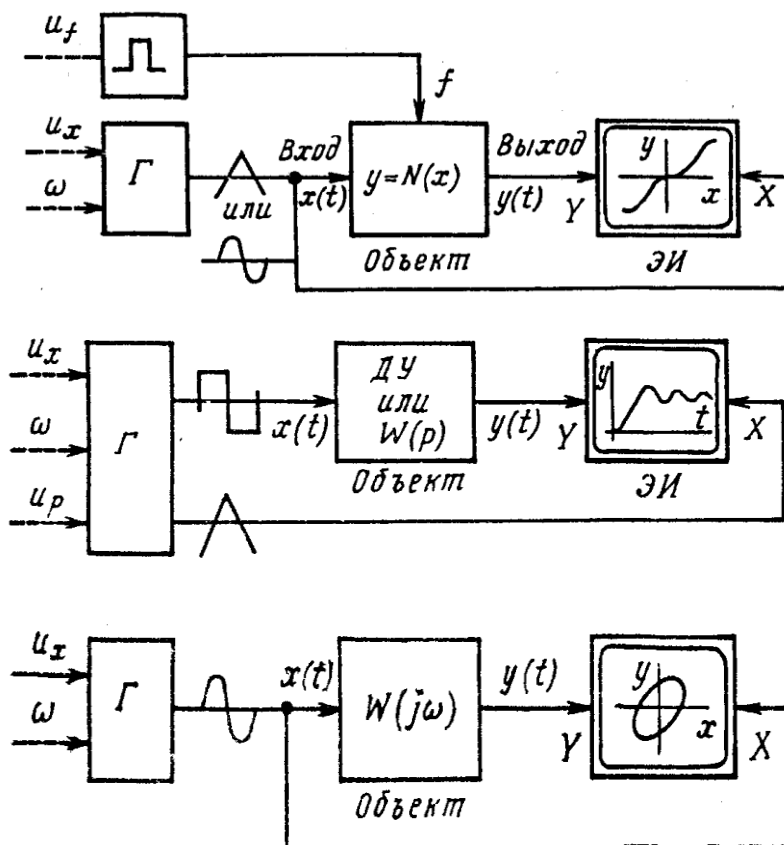 u_f
f
u_x
ω
Г
или
Вход
x(t)
y=N(x)
Объект
Выход
y(t)
Y
y
x
X
ЭИ
u_x
ω
u_p
Г
x(t)
ДУ
или
W(p)
Объект
y(t)
Y
y
t
X
ЭИ
u_x
ω
Г
x(t)
W(jω)
Объект
y(t)
Y
y
x
X